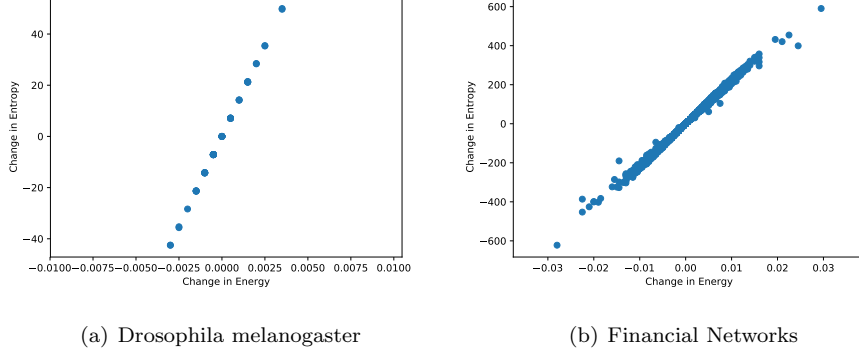 40
20
0
−20
−40
Change in Entropy
−0.0100−0.0075−0.0050−0.0025 0.0000 0.0025 0.0050 0.0075 0.0100
Change in Energy
(a) Drosophila melanogaster
600
400
200
0
−200
−400
−600
Change in Entropy
−0.03 −0.02 −0.01 0.00 0.01 0.02 0.03
Change in Energy
(b) Financial Networks